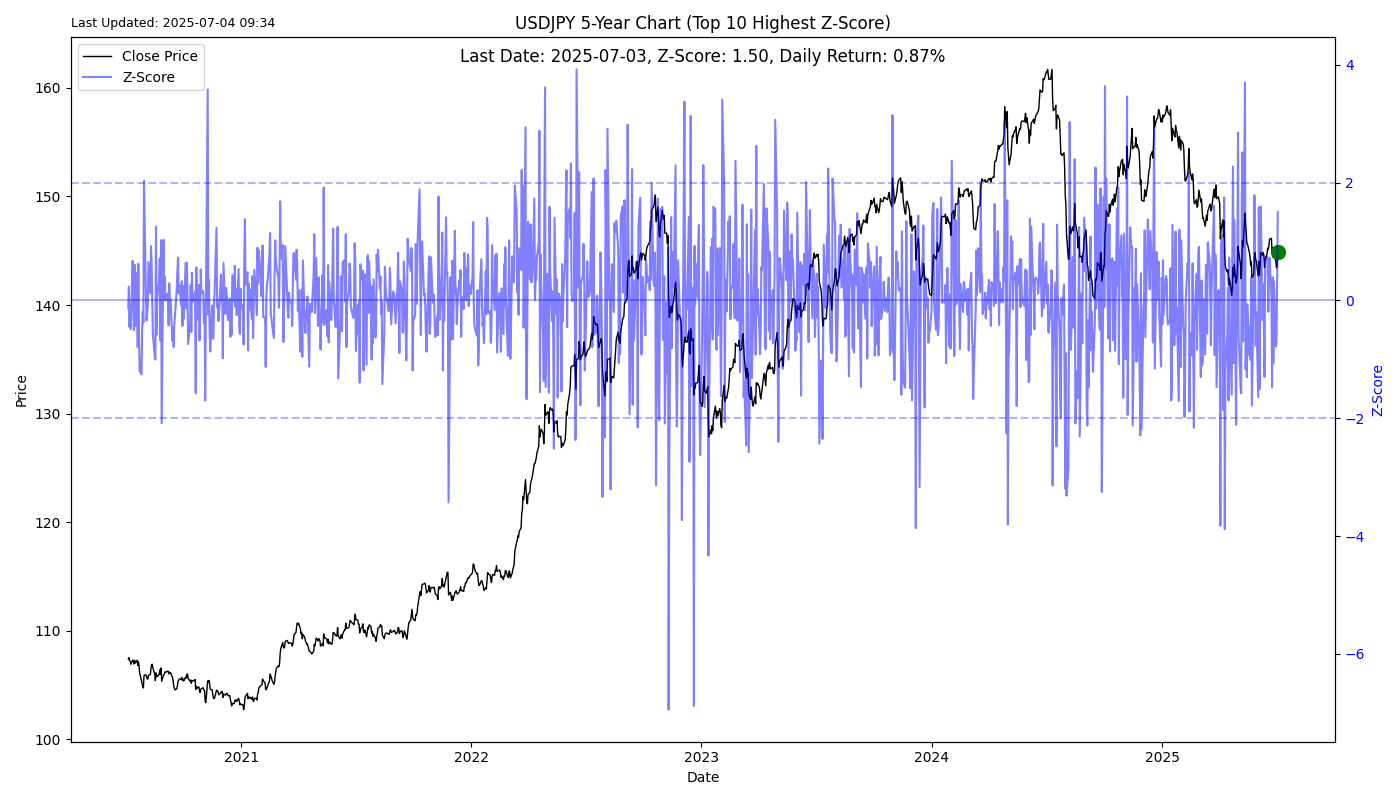 Last Updated: 2025-07-04 09:34
USDJPY 5-Year Chart (Top 10 Highest Z-Score)
Last Date: 2025-07-03, Z-Score: 1.50, Daily Return: 0.87%
Close Price
Z-Score
160
150
140
130
120
110
100
Price
4
2
0
−2
−4
−6
Z-Score
2021
2022
2023
2024
2025
Date